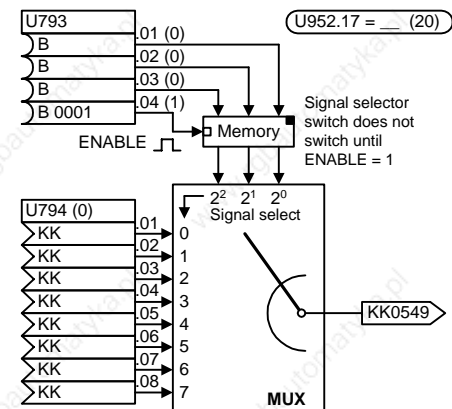 U793
U952.17 = __ (20)
B .01 (0)
B .02 (0)
B .03 (0)
B 0001 .04 (1)
ENABLE
Memory
Signal selector
switch does not
switch until
ENABLE = 1
2² 2¹ 2⁰
Signal select
U794 (0)
KK .01 0
KK .02 1
KK .03 2
KK .04 3
KK .05 4
KK .06 5
KK .07 6
KK .08 7
KK0549
MUX